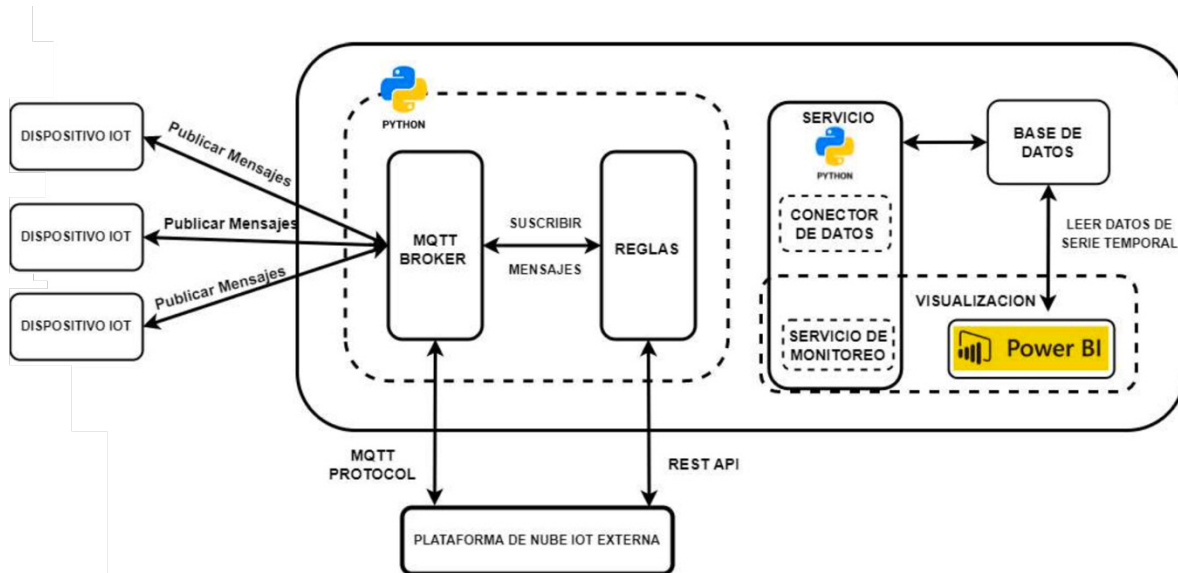 DISPOSITIVO IOT
DISPOSITIVO IOT
DISPOSITIVO IOT
Publicar Mensajes
Publicar Mensajes
Publicar Mensajes
PYTHON
MQTT
BROKER
SUSCRIBIR
MENSAJES
REGLAS
SERVICIO
PYTHON
CONECTOR
DE DATOS
SERVICIO DE
MONITOREO
BASE DE
DATOS
LEER DATOS DE
SERIE TEMPORAL
VISUALIZACION
Power BI
MQTT
PROTOCOL
REST API
PLATAFORMA DE NUBE IOT EXTERNA